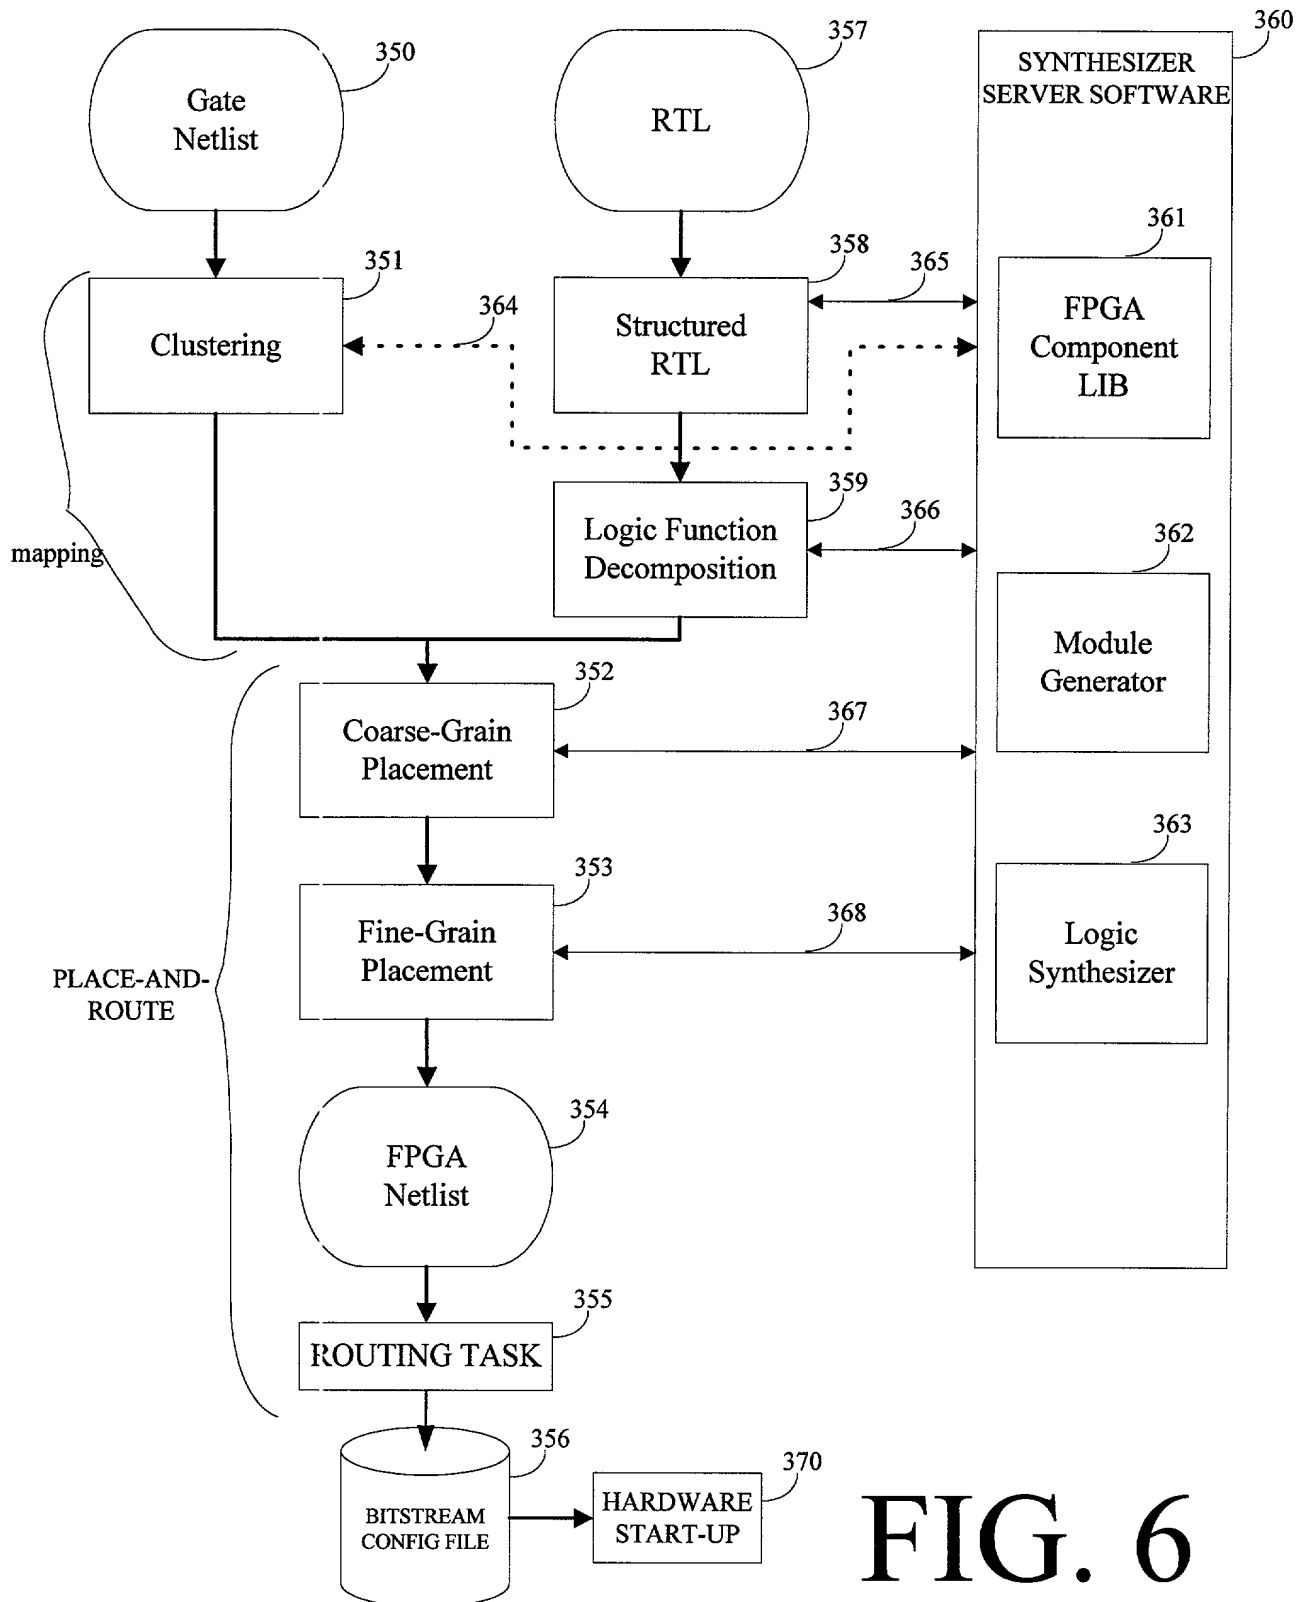 350
Gate
Netlist
357
RTL
360
SYNTHESIZER
SERVER SOFTWARE
351
Clustering
364
358
Structured
RTL
365
361
FPGA
Component
LIB
359
Logic Function
Decomposition
366
mapping
362
Module
Generator
352
Coarse-Grain
Placement
367
353
Fine-Grain
Placement
368
363
Logic
Synthesizer
PLACE-AND-
ROUTE
354
FPGA
Netlist
355
ROUTING TASK
356
BITSTREAM
CONFIG FILE
370
HARDWARE
START-UP
FIG. 6